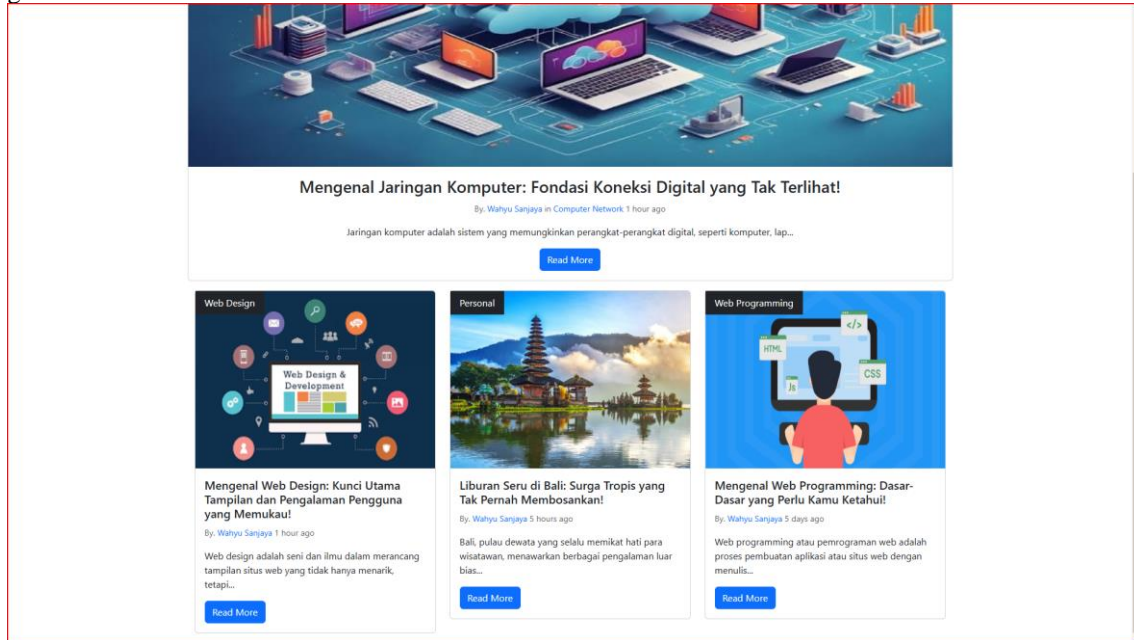 g
Mengenal Jaringan Komputer: Fondasi Koneksi Digital yang Tak Terlihat!
By. Wahyu Sanjaya in Computer Network 1 hour ago
Jaringan komputer adalah sistem yang memungkinkan perangkat-perangkat digital, seperti komputer, lap...
Read More
Web Design
Web Design &
Development
Mengenal Web Design: Kunci Utama
Tampilan dan Pengalaman Pengguna
yang Memukau!
By. Wahyu Sanjaya 1 hour ago
Web design adalah seni dan ilmu dalam merancang
tampilan situs web yang tidak hanya menarik,
tetapi...
Read More
Personal
Liburan Seru di Bali: Surga Tropis yang
Tak Pernah Membosankan!
By. Wahyu Sanjaya 5 hours ago
Bali, pulau dewata yang selalu memikat hati para
wisatawan, menawarkan berbagai pengalaman luar
bias...
Read More
Web Programming
</>
HTML
CSS
Js
Mengenal Web Programming: Dasar-
Dasar yang Perlu Kamu Ketahui!
By. Wahyu Sanjaya 5 days ago
Web programming atau pemrograman web adalah
proses pembuatan aplikasi atau situs web dengan
menulis...
Read More